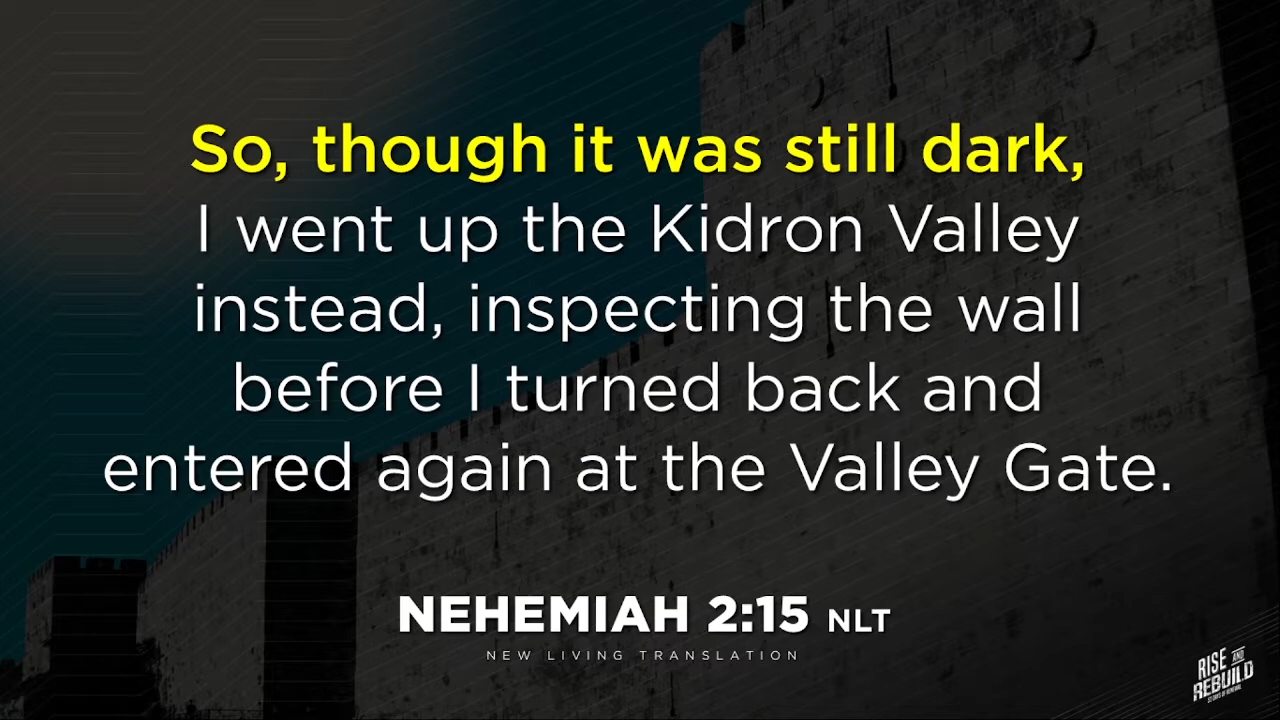 So, though it was still dark,
I went up the Kidron Valley
instead, inspecting the wall
before I turned back and
entered again at the Valley Gate.
NEHEMIAH 2:15 NLT
NEW LIVING TRANSLATION
RISE AND
REBUILD